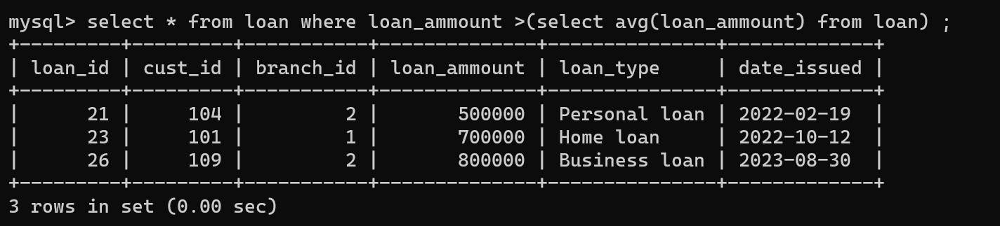 mysql> select * from loan where loan_ammount >(select avg(loan_ammount) from loan) ;
+---------+---------+-----------+--------------+---------------+-------------+
| loan_id | cust_id | branch_id | loan_ammount | loan_type     | date_issued |
+---------+---------+-----------+--------------+---------------+-------------+
|      21 |     104 |         2 |       500000 | Personal loan | 2022-02-19  |
|      23 |     101 |         1 |       700000 | Home loan     | 2022-10-12  |
|      26 |     109 |         2 |       800000 | Business loan | 2023-08-30  |
+---------+---------+-----------+--------------+---------------+-------------+
3 rows in set (0.00 sec)